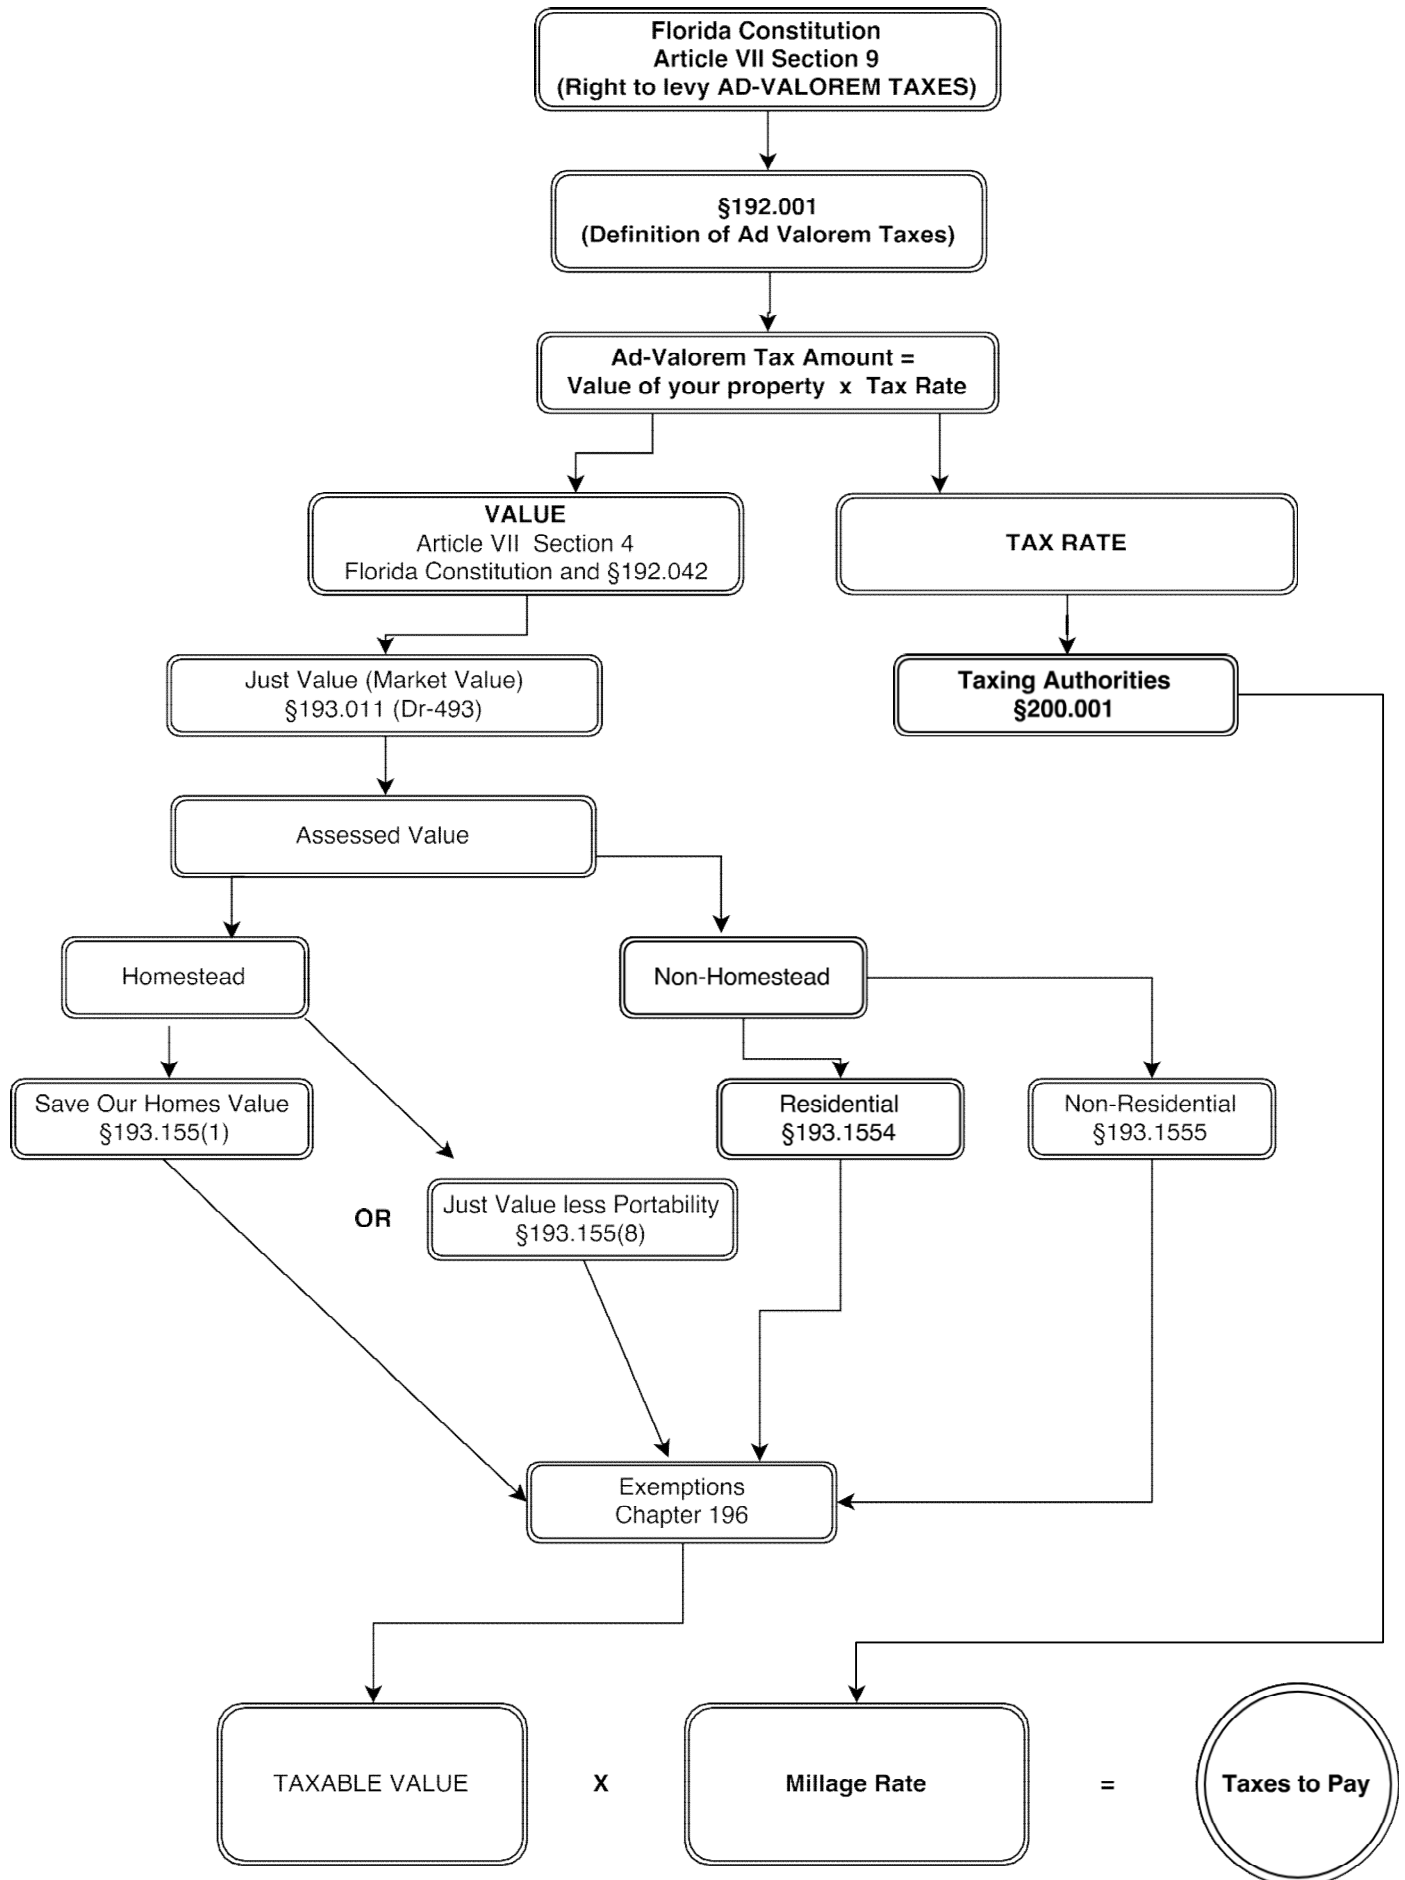 Florida Constitution
Article VII Section 9
(Right to levy AD-VALOREM TAXES)
§192.001
(Definition of Ad Valorem Taxes)
Ad-Valorem Tax Amount =
Value of your property x Tax Rate
VALUE
Article VII Section 4
Florida Constitution and §192.042
TAX RATE
Just Value (Market Value)
§193.011 (Dr-493)
Taxing Authorities
§200.001
Assessed Value
Homestead
Non-Homestead
Save Our Homes Value
§193.155(1)
Residential
§193.1554
Non-Residential
§193.1555
OR
Just Value less Portability
§193.155(8)
Exemptions
Chapter 196
TAXABLE VALUE
X
Millage Rate
=
Taxes to Pay